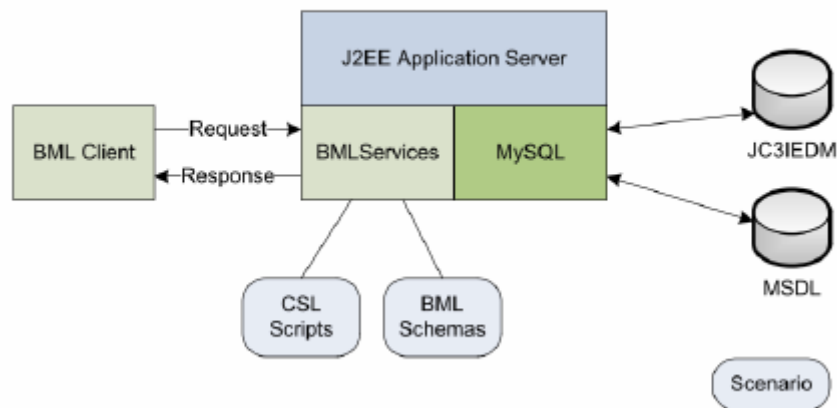 J2EE Application Server
BML Client
Request
Response
BMLServices
MySQL
JC3IEDM
MSDL
CSL
Scripts
BML
Schemas
Scenario